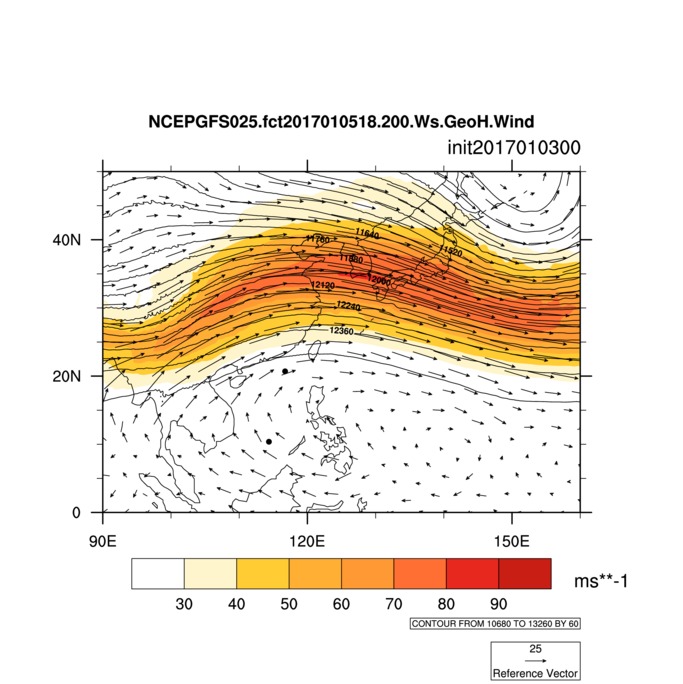 NCEPGFS025.fct2017010518.200.Ws.GeoH.Wind
init2017010300
40N
20N
0
11760
11640
11520
11880
12000
12120
12240
12360
90E 120E 150E
30 40 50 60 70 80 90
ms**-1
CONTOUR FROM 10680 TO 13260 BY 60
25
Reference Vector